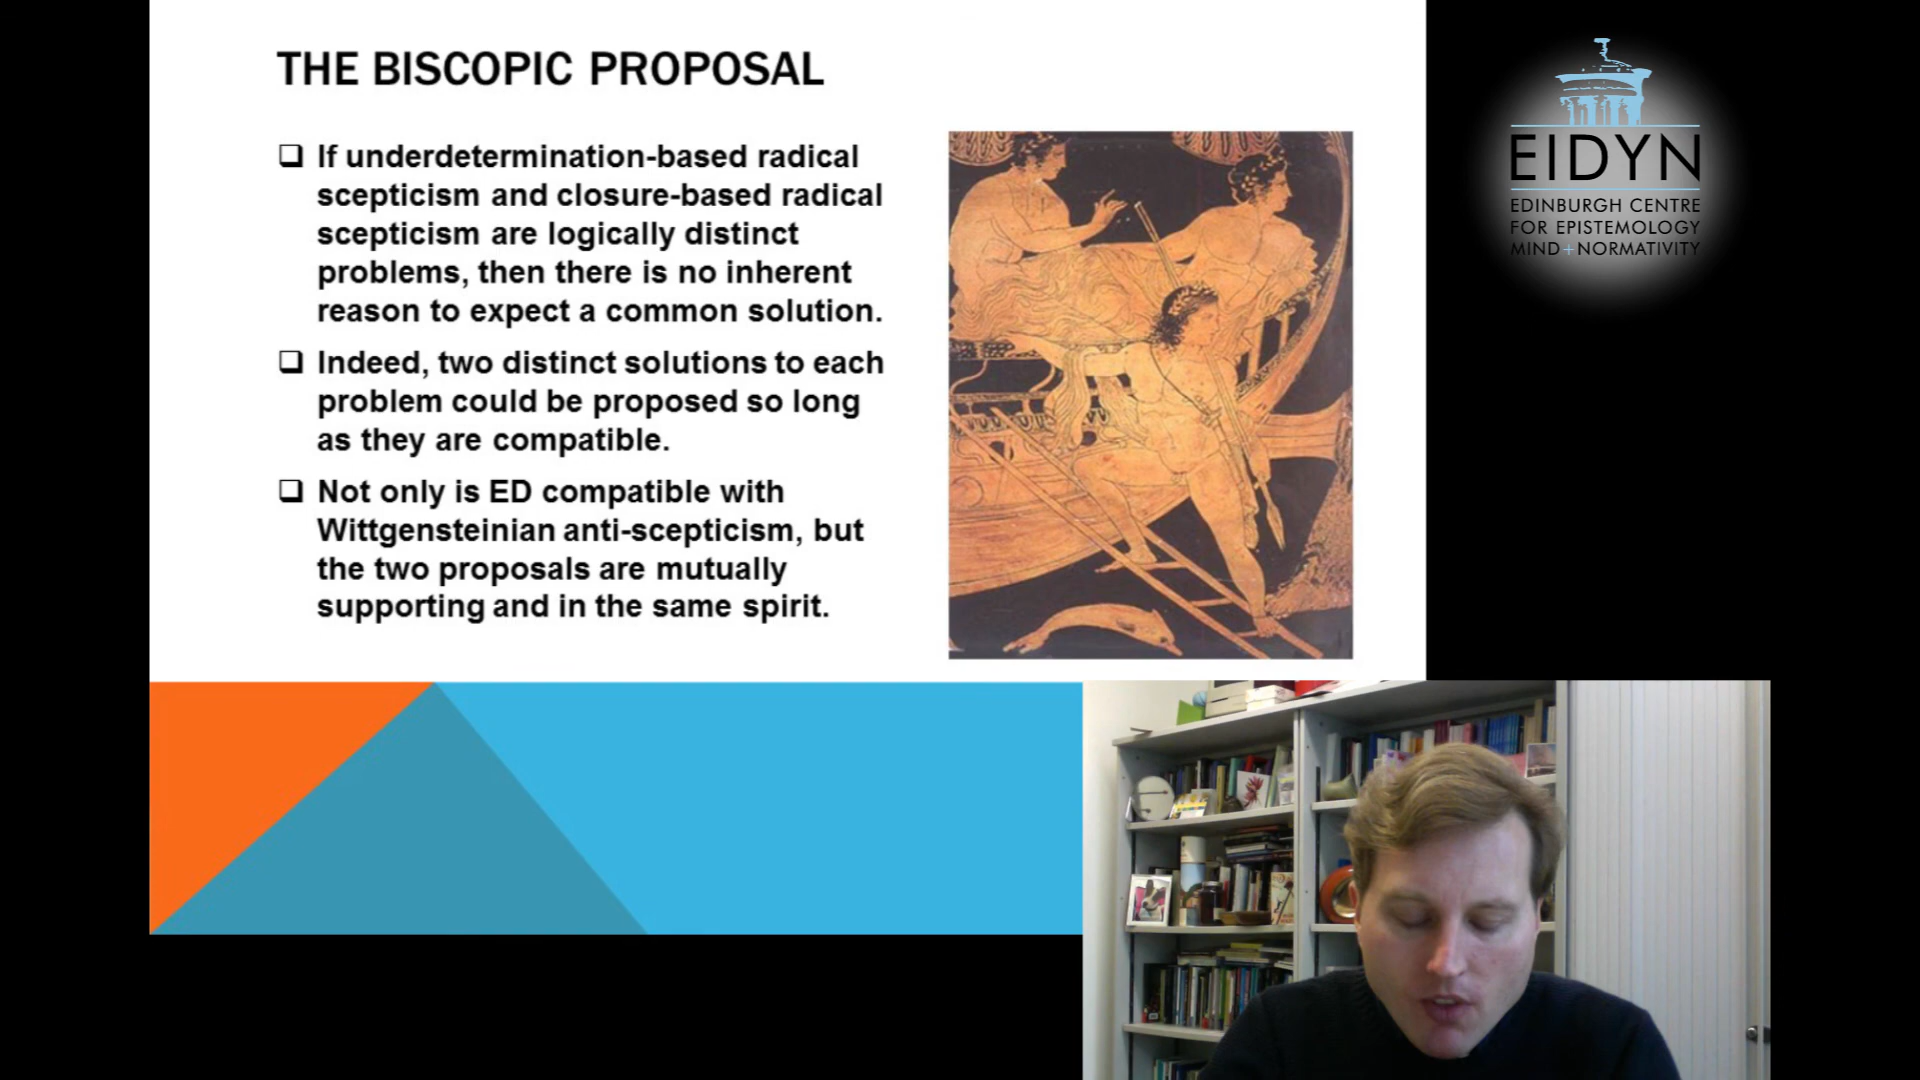 THE BISCOPIC PROPOSAL
❑ If underdetermination-based radical
scepticism and closure-based radical
scepticism are logically distinct
problems, then there is no inherent
reason to expect a common solution.
❑ Indeed, two distinct solutions to each
problem could be proposed so long
as they are compatible.
❑ Not only is ED compatible with
Wittgensteinian anti-scepticism, but
the two proposals are mutually
supporting and in the same spirit.
EIDYN
EDINBURGH CENTRE
FOR EPISTEMOLOGY
MIND+NORMATIVITY